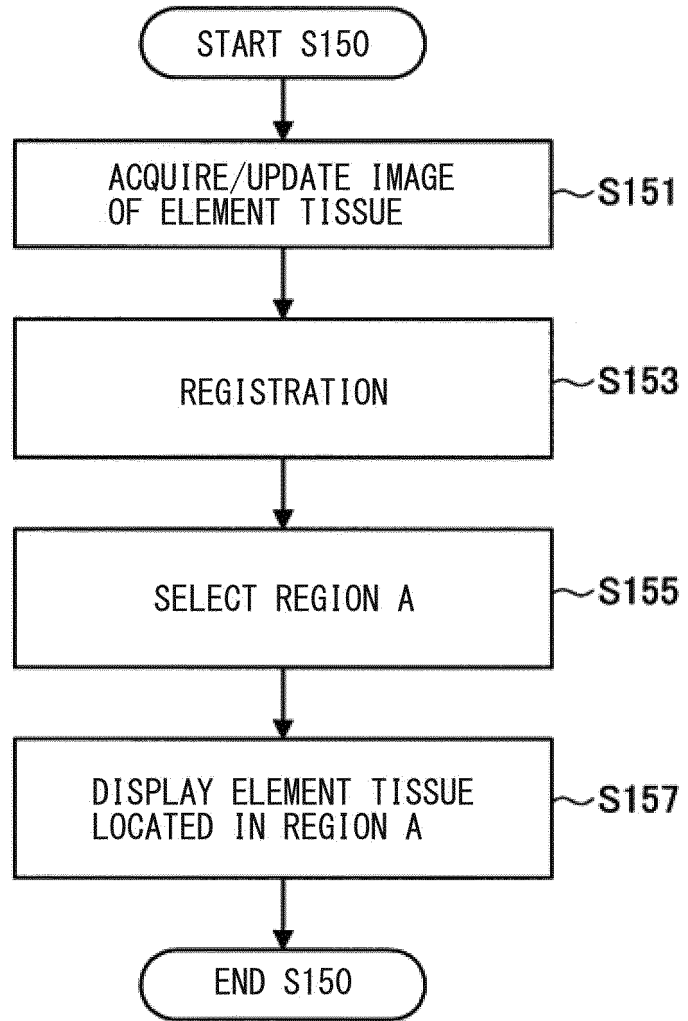 START S150
ACQUIRE/UPDATE IMAGE
OF ELEMENT TISSUE
S151
REGISTRATION
S153
SELECT REGION A
S155
DISPLAY ELEMENT TISSUE
LOCATED IN REGION A
S157
END S150